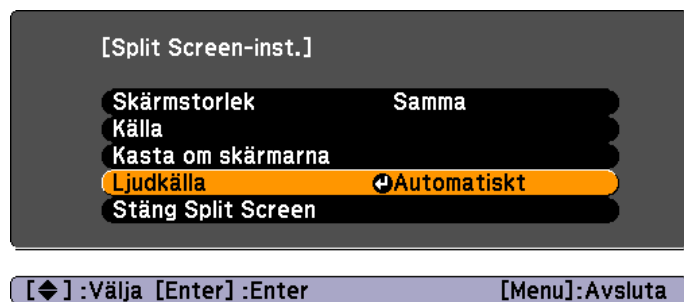 [Split Screen-inst.]
Skärmstorlek Samma
Källa
Kasta om skärmarna
Ljudkälla Automatiskt
Stäng Split Screen
[◆] :Välja [Enter] :Enter [Menu]:Avsluta